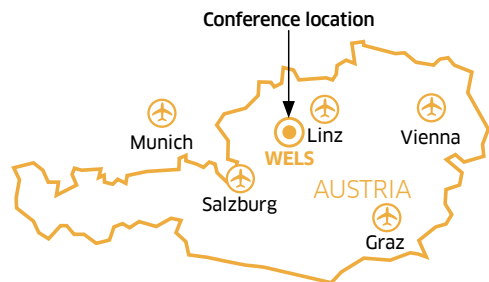 Conference location
Munich
Linz
Vienna
WELS
Salzburg
AUSTRIA
Graz